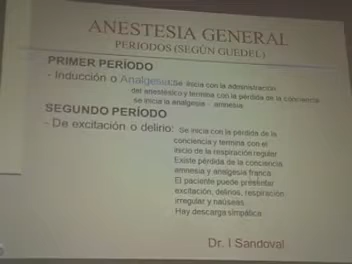 ANESTESIA GENERAL
PERIODOS (SEGÚN GUEDEL)
PRIMER PERÍODO
- Inducción o Analgesia: Se inicia con la administración
del anestésico y termina con la pérdida de la conciencia
se inicia la analgesia - amnesia
SEGUNDO PERÍODO
- De excitación o delirio: Se inicia con la pérdida de la
conciencia y termina con el
inicio de la respiración regular
Existe pérdida de la conciencia
amnesia y analgesia franca
El paciente puede presentar
excitación, delirios, respiración
irregular y naúseas
Hay descarga simpática
Dr. I Sandoval